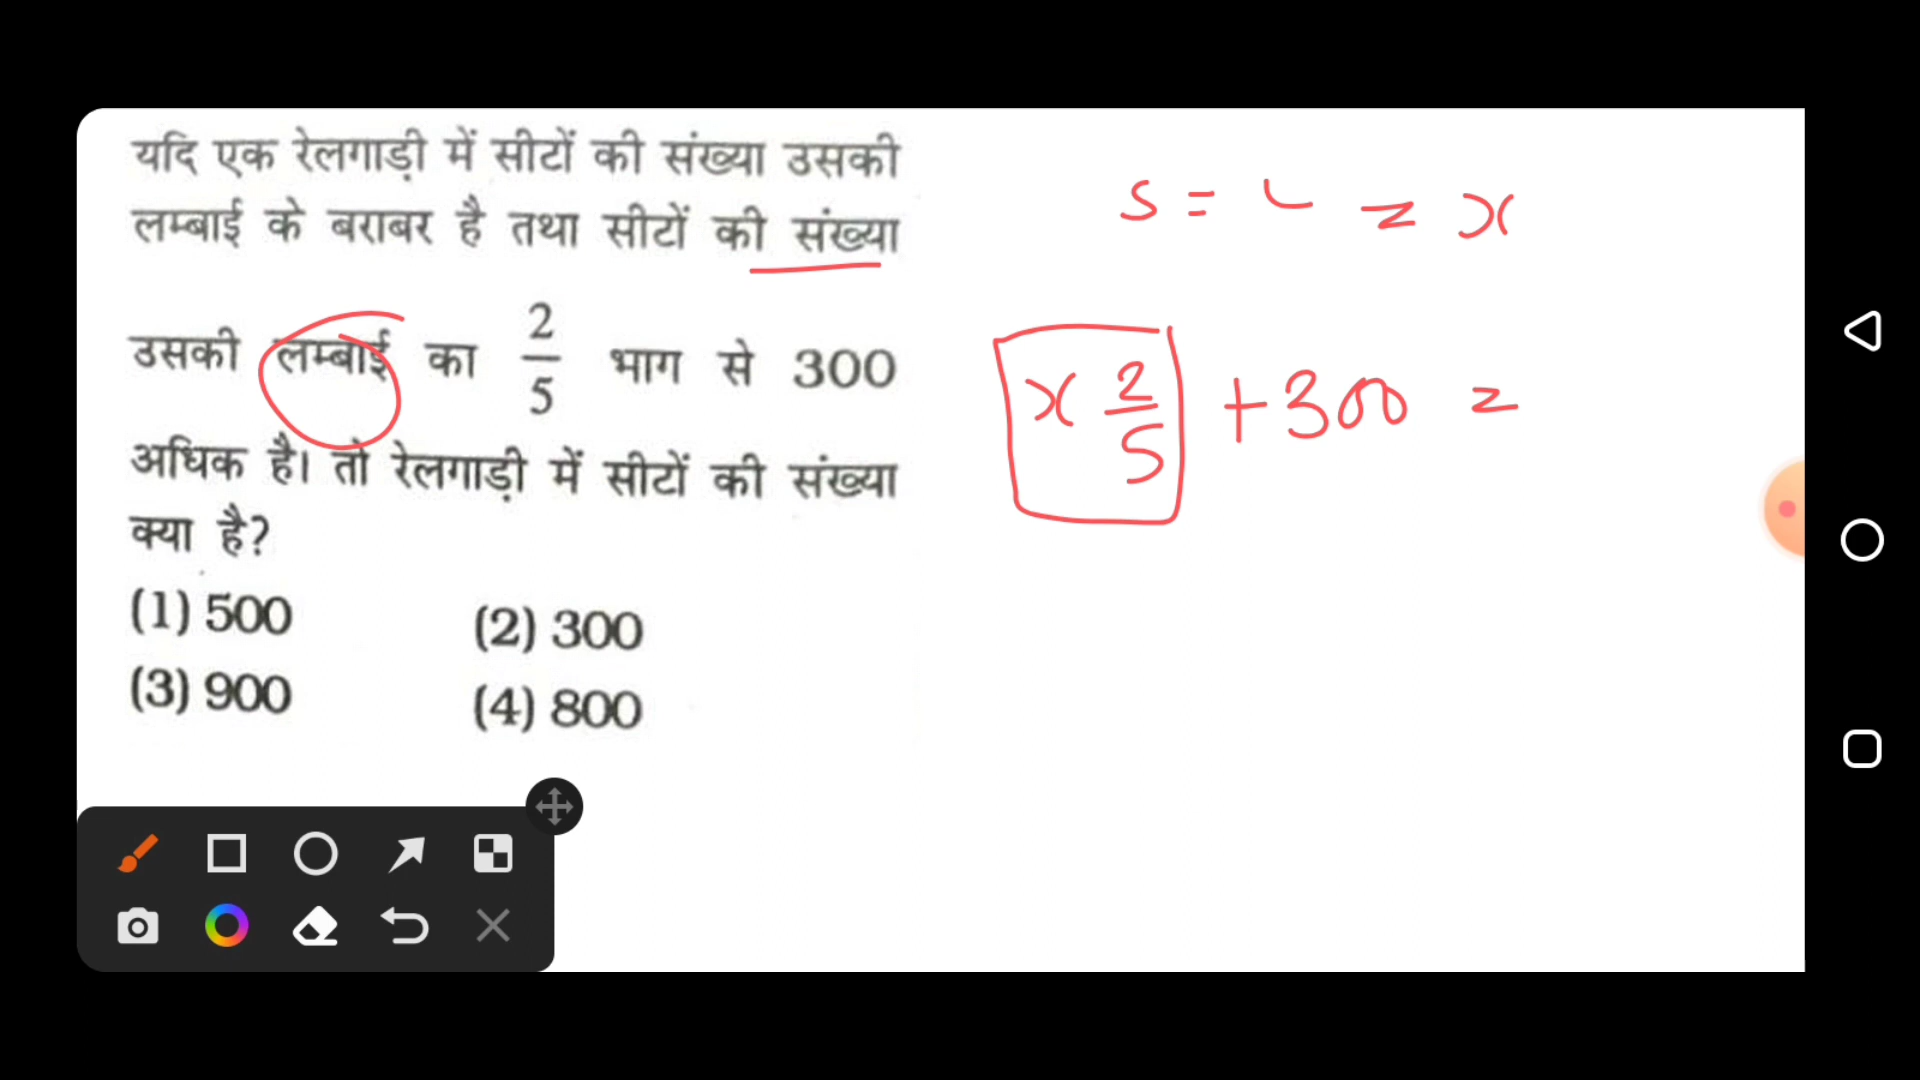 यदि एक रेलगाड़ी में सीटों की संख्या उसकी
लम्बाई के बराबर है तथा सीटों की संख्या
उसकी लम्बाई का 2/5 भाग से 300
अधिक है। तो रेलगाड़ी में सीटों की संख्या
क्या है?
(1) 500 (2) 300
(3) 900 (4) 800
s = L = x
x 2/5 + 300 =